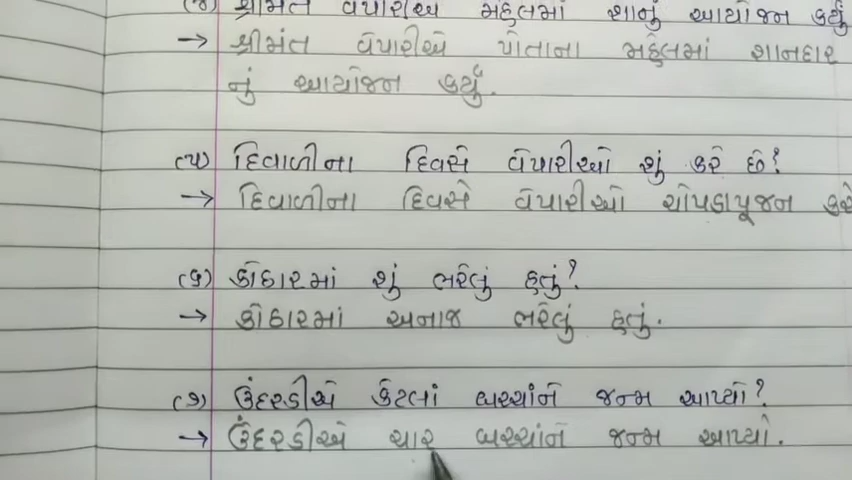 (૪) શ્રીમંત વેપારીએ મહેલમાં શાનું આયોજન કર્યું
→ શ્રીમંત વેપારીએ પોતાના મહેલમાં શાનદાર
નું આયોજન કર્યું.
(૫) દિવાળીના દિવસે વેપારીઓ શું કરે છે?
→ દિવાળીના દિવસે વેપારીઓ ચોપડાપૂજન કરે
(૬) કોઠારમાં શું ભરેલું હતું?
→ કોઠારમાં અનાજ ભરેલું હતું.
(૭) ઉંદરડીએ કેટલાં બચ્ચાંને જન્મ આપ્યો?
→ ઉંદરડીએ ચાર બચ્ચાંને જન્મ આપ્યો.